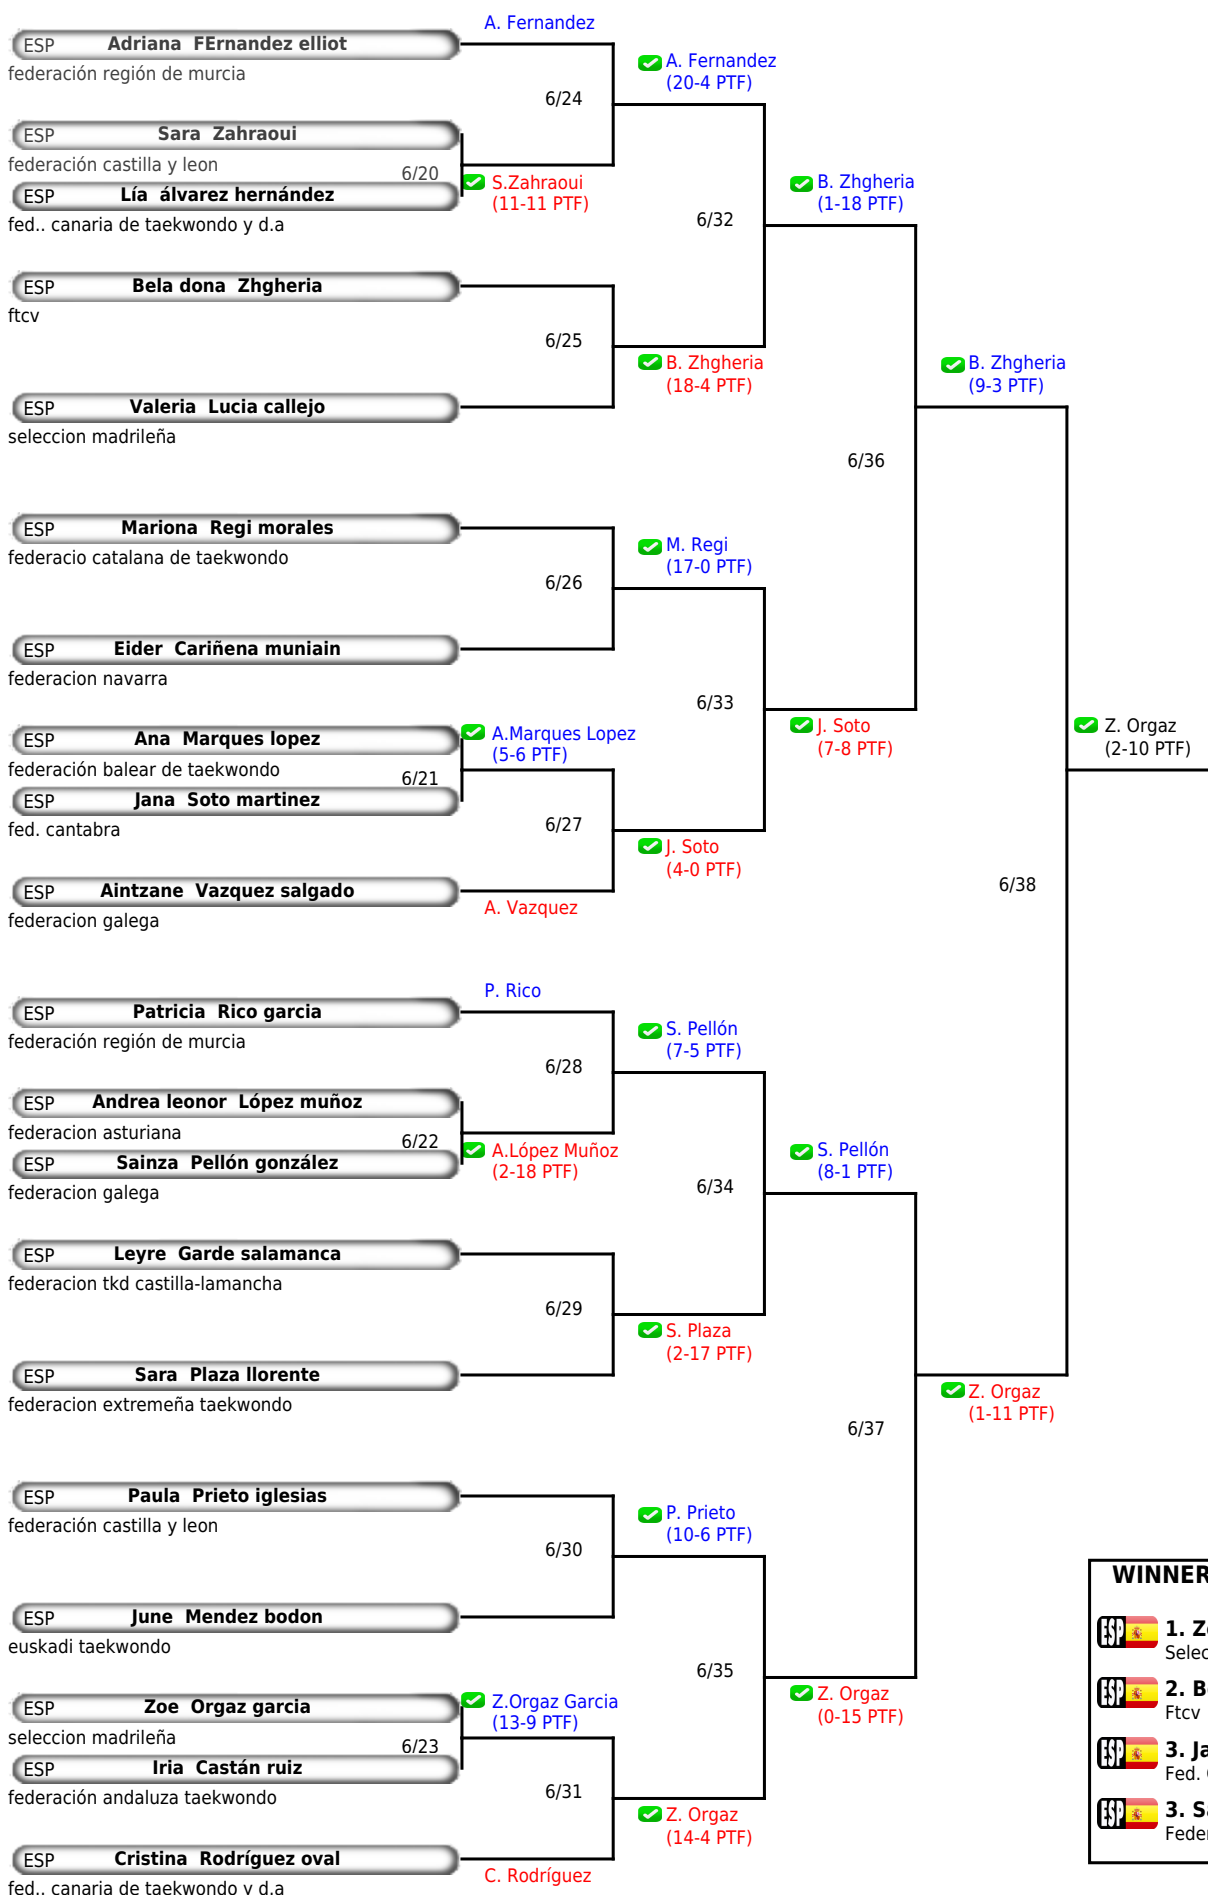 A. Fernandez
ESP Adriana FErnandez elliot
federación región de murcia
A. Fernandez
(20-4 PTF)
6/24
ESP Sara Zahraoui
federación castilla y leon
6/20
S.Zahraoui
(11-11 PTF)
ESP Lía álvarez hernández
fed.. canaria de taekwondo y d.a
B. Zhgheria
(1-18 PTF)
6/32
ESP Bela dona Zhgheria
ftcv
6/25
B. Zhgheria
(18-4 PTF)
B. Zhgheria
(9-3 PTF)
ESP Valeria Lucia callejo
seleccion madrileña
6/36
ESP Mariona Regi morales
federacio catalana de taekwondo
M. Regi
(17-0 PTF)
6/26
ESP Eider Cariñena muniain
federacion navarra
6/33
ESP Ana Marques lopez
federación balear de taekwondo
6/21
A.Marques Lopez
(5-6 PTF)
J. Soto
(7-8 PTF)
Z. Orgaz
(2-10 PTF)
ESP Jana Soto martinez
fed. cantabra
6/27
J. Soto
(4-0 PTF)
ESP Aintzane Vazquez salgado
federacion galega
A. Vazquez
6/38
P. Rico
ESP Patricia Rico garcia
federación región de murcia
S. Pellón
(7-5 PTF)
6/28
ESP Andrea leonor López muñoz
federacion asturiana
6/22
A.López Muñoz
(2-18 PTF)
S. Pellón
(8-1 PTF)
ESP Sainza Pellón gonzález
federacion galega
6/34
ESP Leyre Garde salamanca
federacion tkd castilla-lamancha
6/29
S. Plaza
(2-17 PTF)
ESP Sara Plaza llorente
federacion extremeña taekwondo
Z. Orgaz
(1-11 PTF)
6/37
ESP Paula Prieto iglesias
federación castilla y leon
P. Prieto
(10-6 PTF)
6/30
ESP June Mendez bodon
euskadi taekwondo
6/35
ESP Zoe Orgaz garcia
seleccion madrileña
6/23
Z.Orgaz Garcia
(13-9 PTF)
Z. Orgaz
(0-15 PTF)
ESP Iria Castán ruiz
federación andaluza taekwondo
6/31
Z. Orgaz
(14-4 PTF)
ESP Cristina Rodríguez oval
fed.. canaria de taekwondo y d.a
C. Rodríguez
WINNER
ESP 1. Z
Selec
ESP 2. B
Ftcv
ESP 3. Ja
Fed.
ESP 3. Sa
Feder